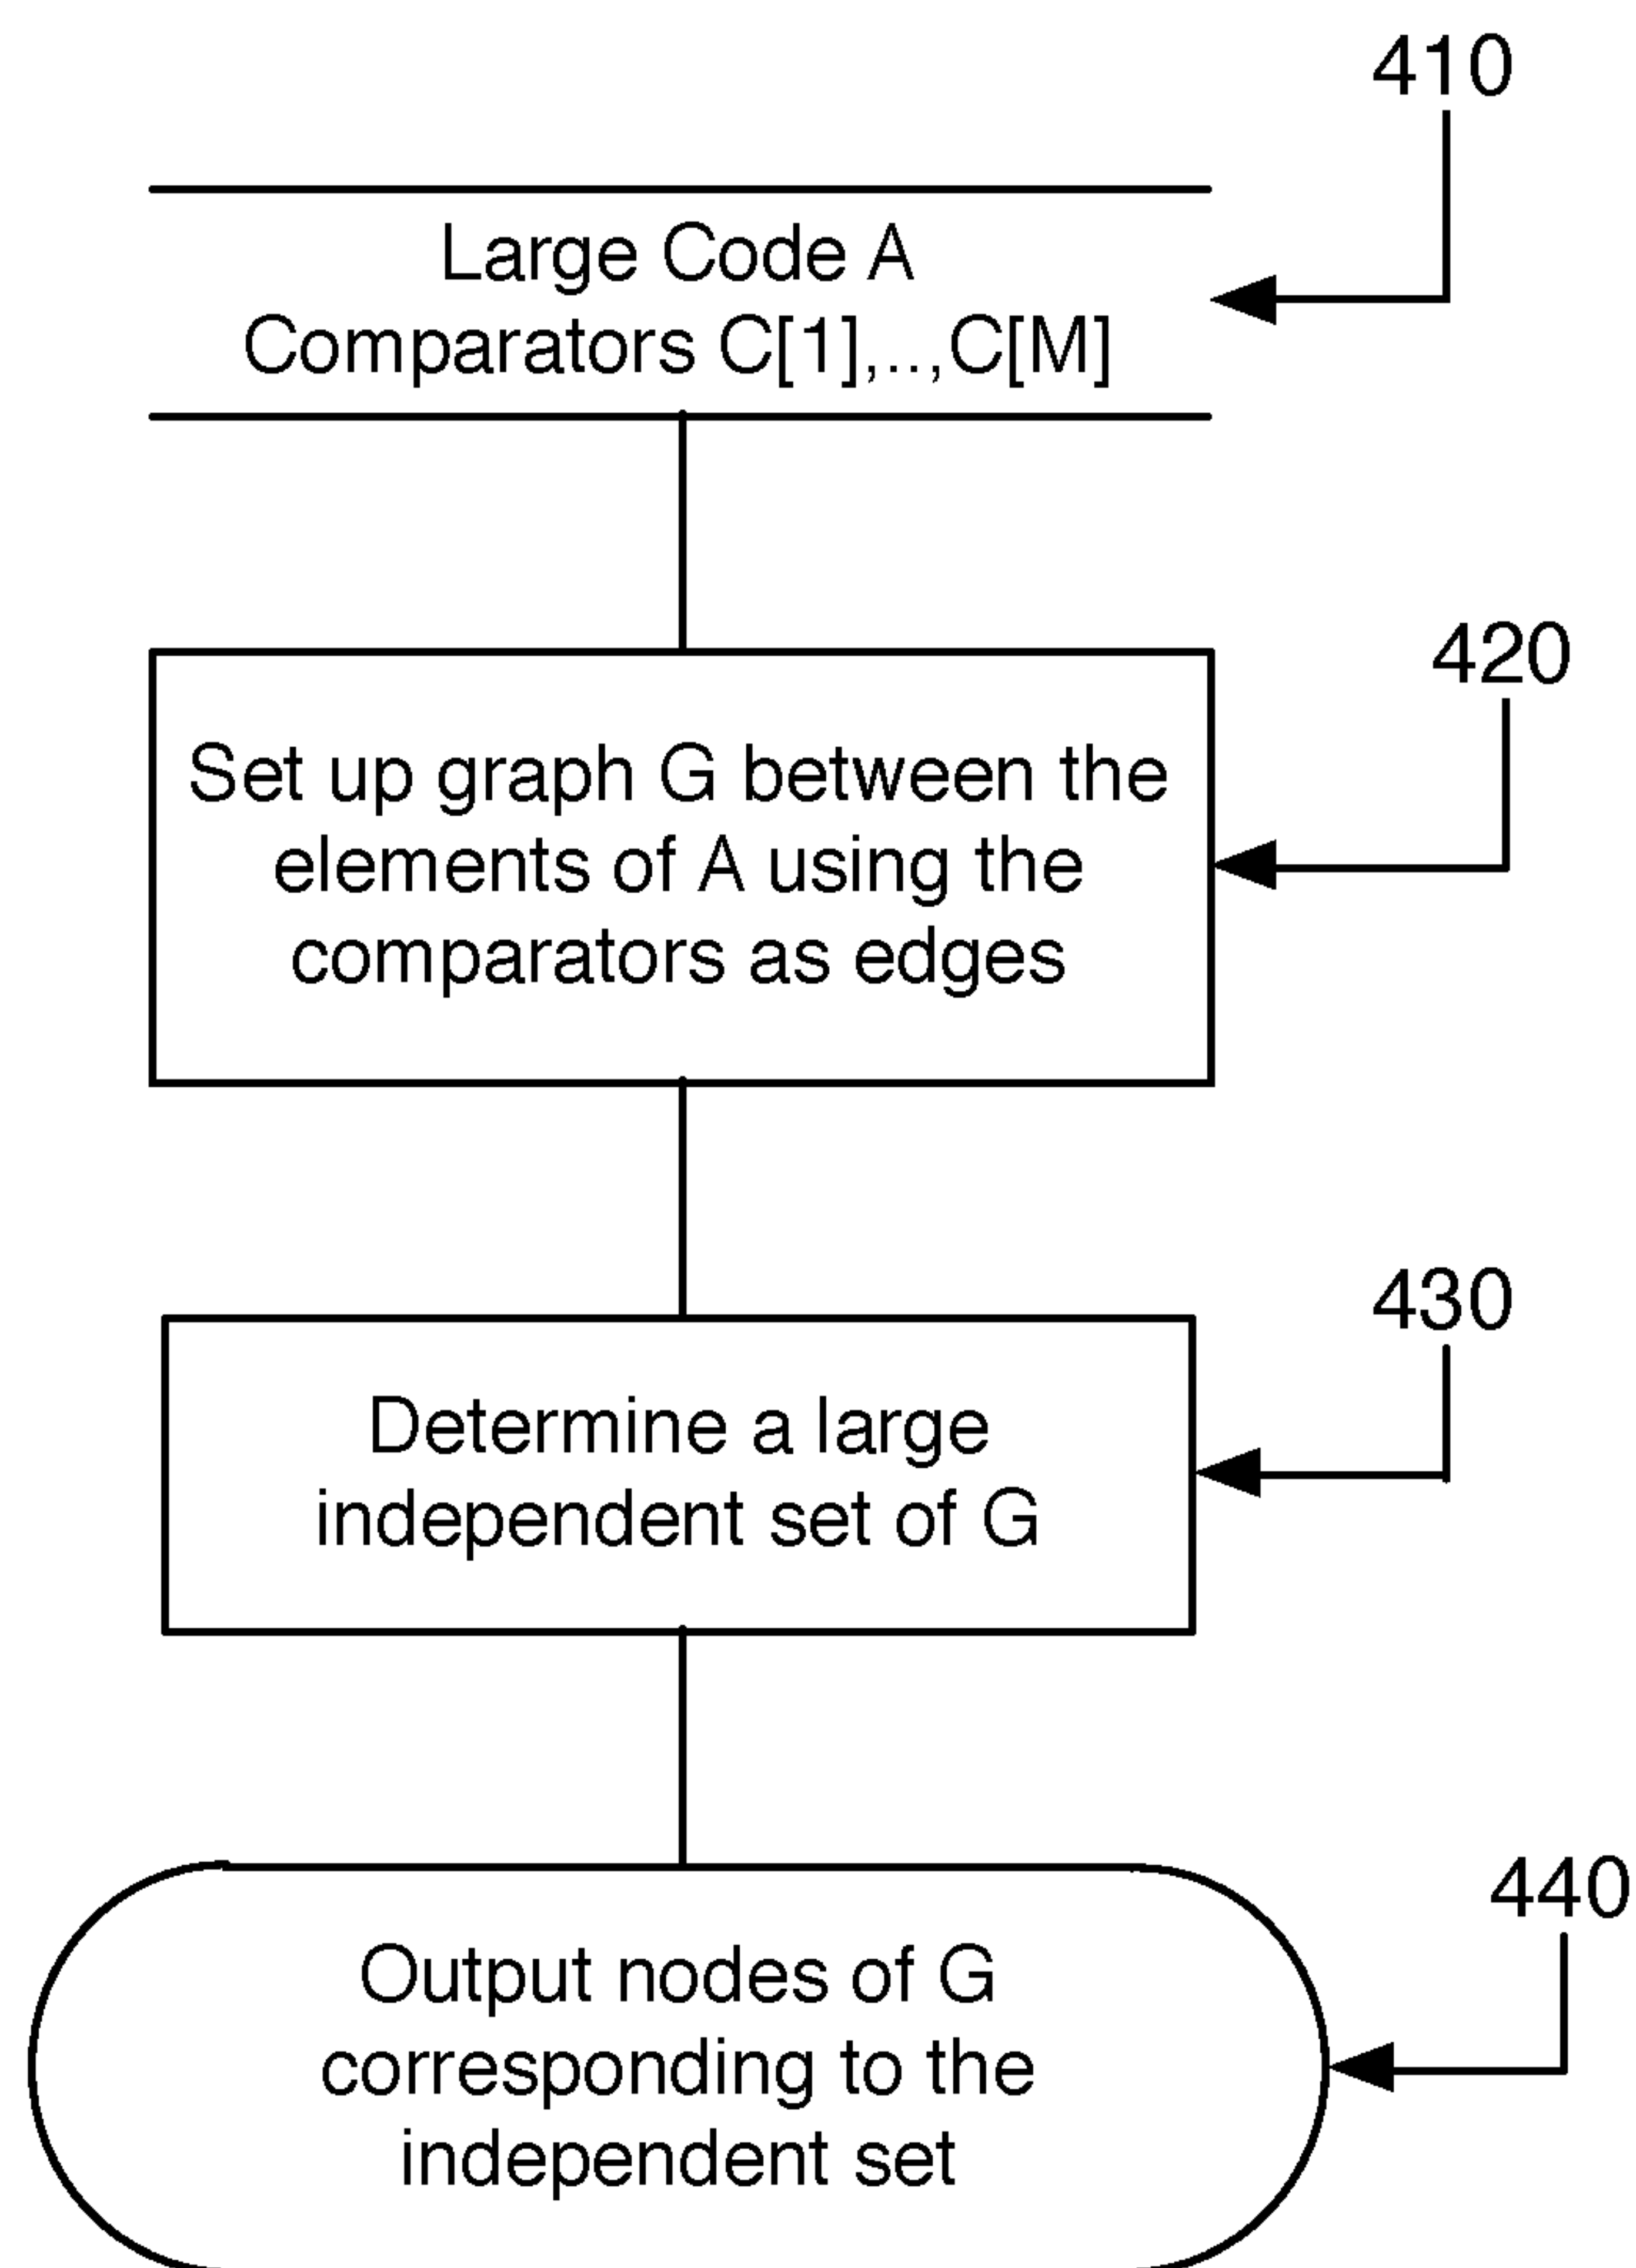 410
Large Code A
Comparators C[1],..,C[M]
420
Set up graph G between the
elements of A using the
comparators as edges
430
Determine a large
independent set of G
440
Output nodes of G
corresponding to the
independent set